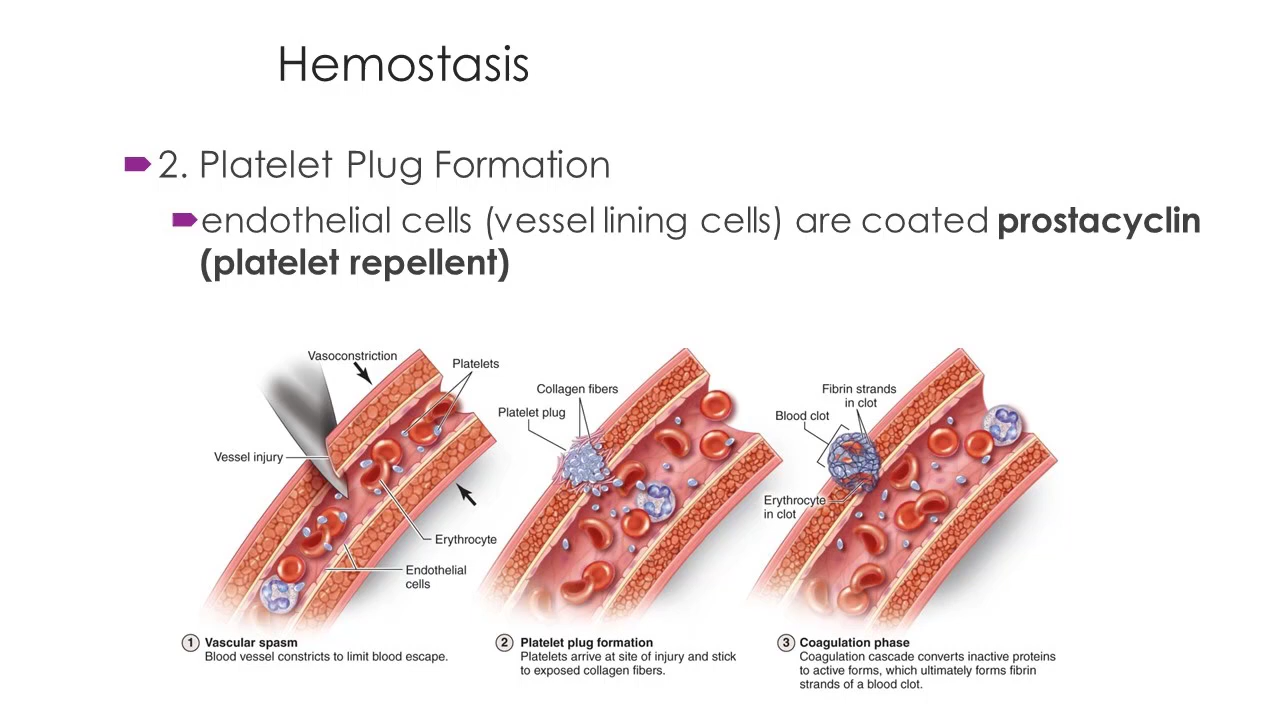 Hemostasis
2. Platelet Plug Formation
endothelial cells (vessel lining cells) are coated prostacyclin
(platelet repellent)
Vasoconstriction
Platelets
Vessel injury
Erythrocyte
Endothelial
cells
Collagen fibers
Platelet plug
Fibrin strands
in clot
Blood clot
Erythrocyte
in clot
1 Vascular spasm
Blood vessel constricts to limit blood escape.
2 Platelet plug formation
Platelets arrive at site of injury and stick
to exposed collagen fibers.
3 Coagulation phase
Coagulation cascade converts inactive proteins
to active forms, which ultimately forms fibrin
strands of a blood clot.